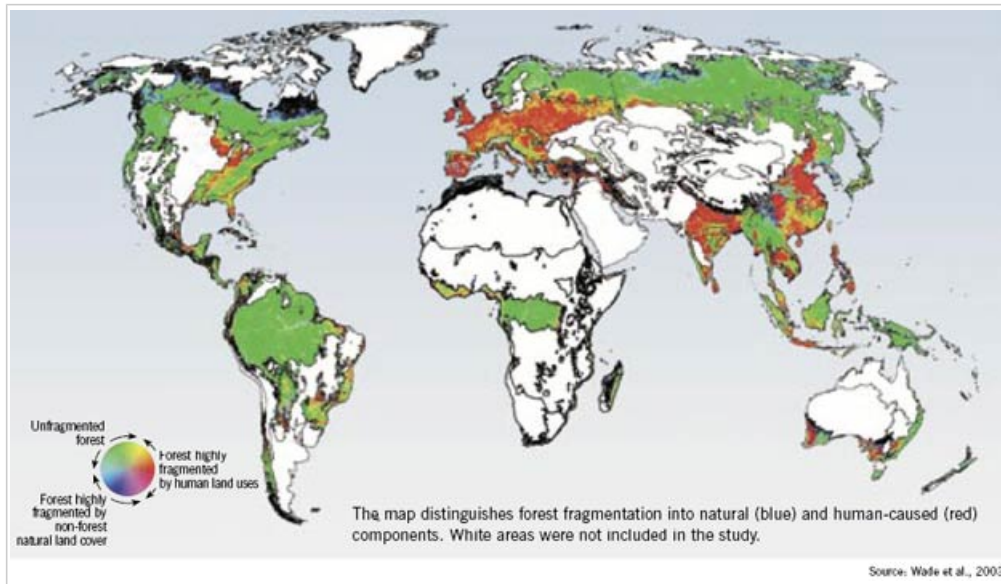 Unfragmented
forest
Forest highly
fragmented
by human land uses
Forest highly
fragmented by
non-forest
natural land cover
The map distinguishes forest fragmentation into natural (blue) and human-caused (red)
components. White areas were not included in the study.
Source: Wade et al., 2003